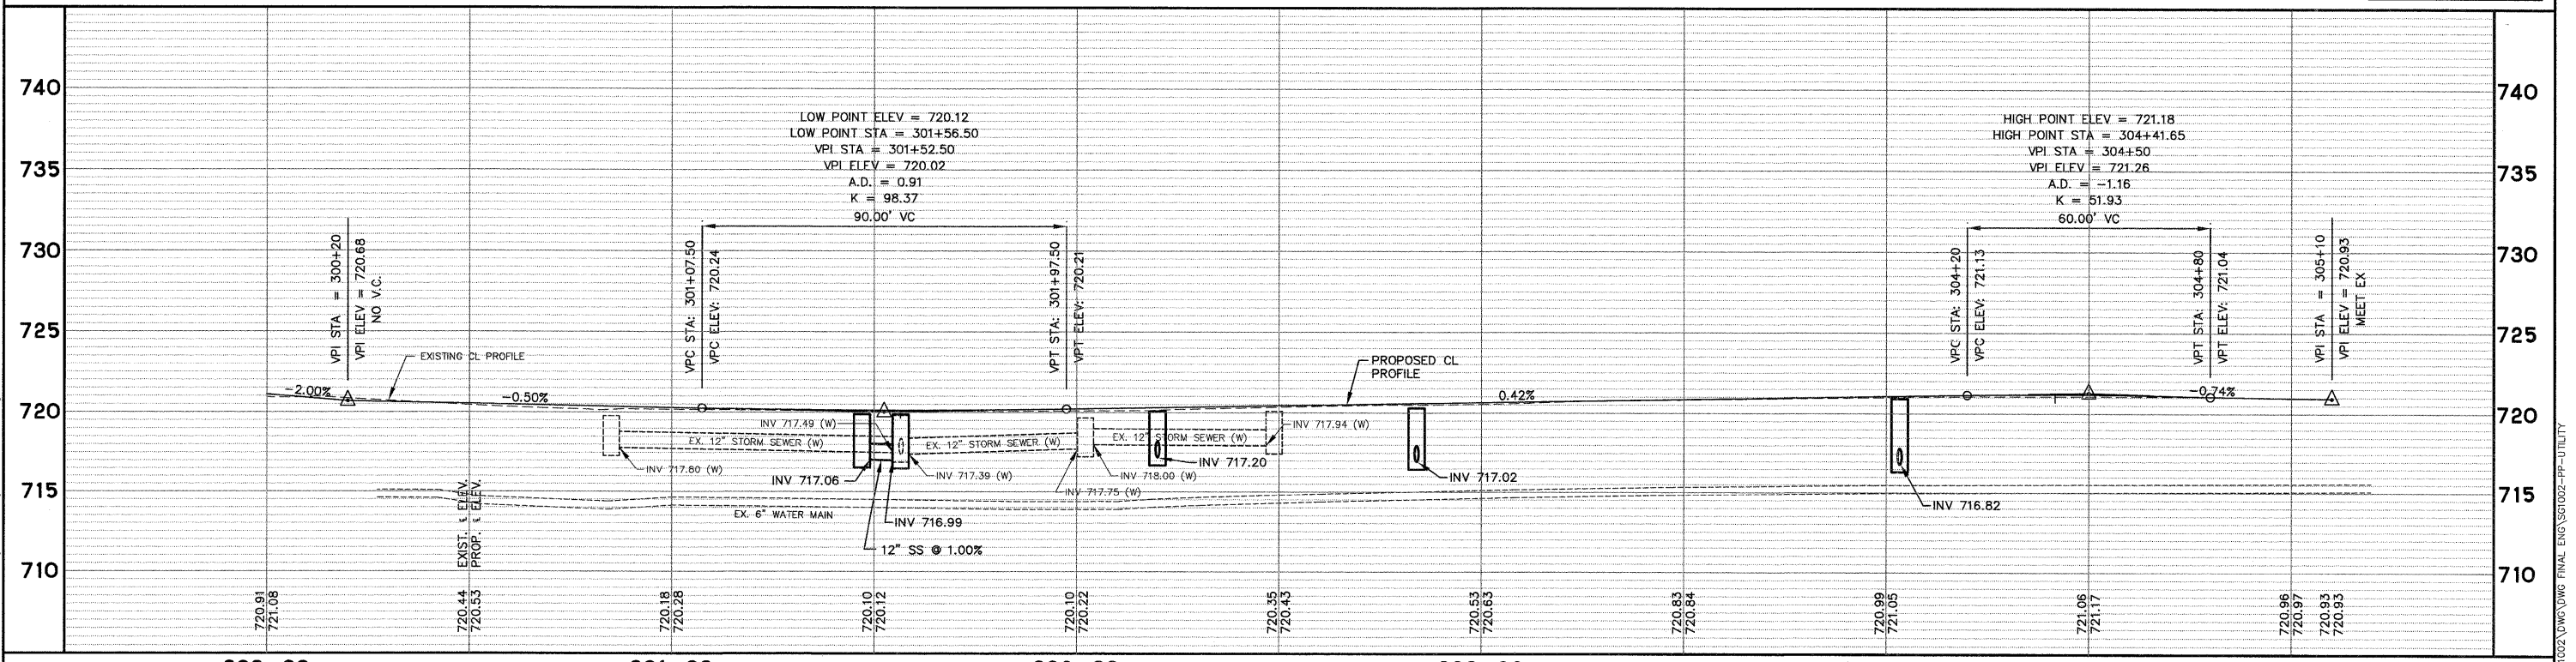 740
735
730
725
720
715
710
740
735
730
725
720
715
710
LOW POINT ELEV = 720.12
LOW POINT STA = 301+56.50
VPI STA = 301+52.50
VPI ELEV = 720.02
A.D. = 0.91
K = 98.37
90.00' VC
HIGH POINT ELEV = 721.18
HIGH POINT STA = 304+41.65
VPI STA = 304+50
VPI ELEV = 721.26
A.D. = -1.16
K = 51.93
60.00' VC
VPI STA = 300+20
VPI ELEV = 720.68
NO V.C.
VPC STA: 301+07.50
VPC ELEV: 720.24
VPT STA: 301+97.50
VPT ELEV: 720.21
VPC STA: 304+20
VPC ELEV: 721.13
VPT STA: 304+80
VPT ELEV: 721.04
VPI STA = 305+10
VPI ELEV = 720.93
MEET EX
EXISTING CL PROFILE
PROPOSED CL
PROFILE
-2.00%
-0.50%
0.42%
-0.74%
INV 717.49 (W)
EX. 12" STORM SEWER (W)
EX. 12" STORM SEWER (W)
EX. 12" STORM SEWER (W)
INV 717.94 (W)
INV 717.80 (W)
INV 717.06
INV 717.39 (W)
INV 718.00 (W)
INV 717.75 (W)
INV 717.20
INV 717.02
INV 716.82
INV 716.99
EX. 6" WATER MAIN
12" SS @ 1.00%
EXIST. ℄ ELEV.
PROP. ℄ ELEV.
720.91
721.08
720.44
720.53
720.18
720.28
720.10
720.12
720.10
720.22
720.35
720.43
720.53
720.63
720.83
720.84
720.99
721.05
721.06
721.17
720.96
720.97
720.93
720.93
1002\DWG\DWG FINAL ENG\SG1002-PP-UTILITY